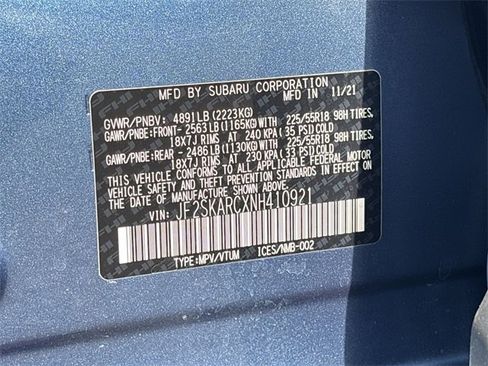 MFD BY SUBARU CORPORATION MFD IN 11/21
GVWR/PNBV: 4891LB (2223KG)
GAWR/PNBE:FRONT- 2563 LB (1165KG)WITH 225/55R18 98H TIRES,
18X7J RIMS AT 240 KPA (35 PSI)COLD
GAWR/PNBE:REAR - 2486 LB (1130KG)WITH 225/55R18 98H TIRES,
18X7J RIMS AT 230 KPA (33 PSI)COLD
THIS VEHICLE CONFORMS TO ALL APPLICABLE FEDERAL MOTOR
VEHICLE SAFETY, BUMPER, AND THEFT PREVENTION STANDARDS IN EFFECT ON
THE DATE OF MANUFACTURE SHOWN ABOVE.
VIN: JF2SKARCXNH410921
TYPE:MPV/VTUM ICES/NMB-002